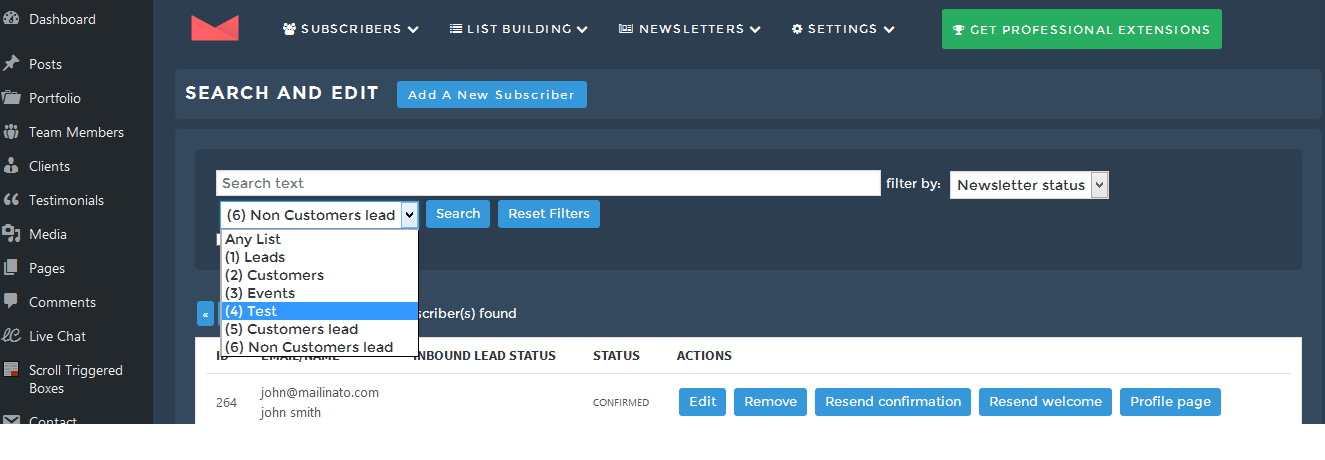 Dashboard
Posts
Portfolio
Team Members
Clients
Testimonials
Media
Pages
Comments
Live Chat
Scroll Triggered
Boxes
Contact
SUBSCRIBERS LIST BUILDING NEWSLETTERS SETTINGS GET PROFESSIONAL EXTENSIONS
SEARCH AND EDIT Add A New Subscriber
Search text filter by: Newsletter status
(6) Non Customers lead Search Reset Filters
Any List
(1) Leads
(2) Customers
(3) Events
(4) Test
(5) Customers lead
(6) Non Customers lead
« scriber(s) found
ID EMAIL/NAME INBOUND LEAD STATUS STATUS ACTIONS
264 john@mailinato.com CONFIRMED Edit Remove Resend confirmation Resend welcome Profile page
john smith